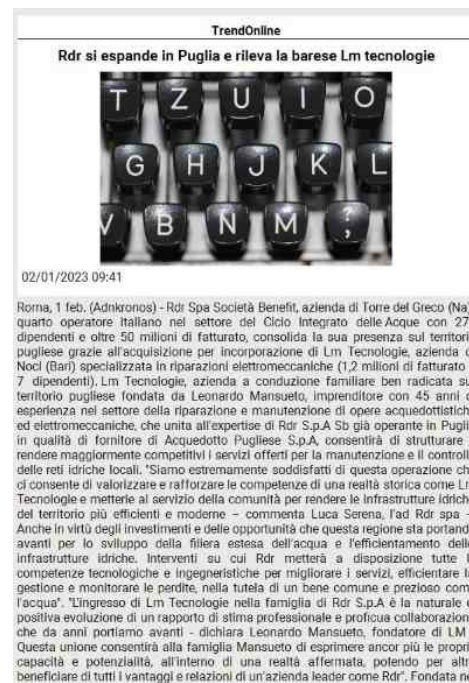 TrendOnline
Rdr si espande in Puglia e rileva la barese Lm tecnologie
T Z U I O
G H J K L
V B N M ? ;
02/01/2023 09:41
Roma, 1 feb. (Adnkronos) - Rdr Spa Società Benefit, azienda di Torre del Greco (Na)
quarto operatore italiano nel settore del Ciclo Integrato delle Acque con 27
dipendenti e oltre 50 milioni di fatturato, consolida la sua presenza sul territori
pugliese grazie all'acquisizione per incorporazione di Lm Tecnologie, azienda d
Noci (Bari) specializzata in riparazioni elettromeccaniche (1,2 milioni di fatturato
7 dipendenti). Lm Tecnologie, azienda a conduzione familiare ben radicata su
territorio pugliese fondata da Leonardo Mansueto, imprenditore con 45 anni d
esperienza nel settore della riparazione e manutenzione di opere acquedottistich
ed elettromeccaniche, che unita all'expertise di Rdr S.p.A Sb già operante in Pugli
in qualità di fornitore di Acquedotto Pugliese S.p.A, consentirà di strutturare
rendere maggiormente competitivi i servizi offerti per la manutenzione e il controll
delle reti idriche locali. "Siamo estremamente soddisfatti di questa operazione ch
ci consente di valorizzare e rafforzare le competenze di una realtà storica come Lr
Tecnologie e metterle al servizio della comunità per rendere le infrastrutture idrich
del territorio più efficienti e moderne – commenta Luca Serena, l'ad Rdr spa -
Anche in virtù degli investimenti e delle opportunità che questa regione sta portand
avanti per lo sviluppo della filiera estesa dell'acqua e l'efficientamento dell
infrastrutture idriche. Interventi su cui Rdr metterà a disposizione tutte l
competenze tecnologiche e ingegneristiche per migliorare i servizi, efficientare l
gestione e monitorare le perdite, nella tutela di un bene comune e prezioso com
l'acqua". "L'ingresso di Lm Tecnologie nella famiglia di Rdr S.p.A è la naturale
positiva evoluzione di un rapporto di stima professionale e proficua collaborazion
che da anni portiamo avanti - dichiara Leonardo Mansueto, fondatore di LM
Questa unione consentirà alla famiglia Mansueto di esprimere ancor più le propri
capacità e potenzialità, all'interno di una realtà affermata, potendo per altr
beneficiare di tutti i vantaggi e relazioni di un'azienda leader come Rdr". Fondata ne